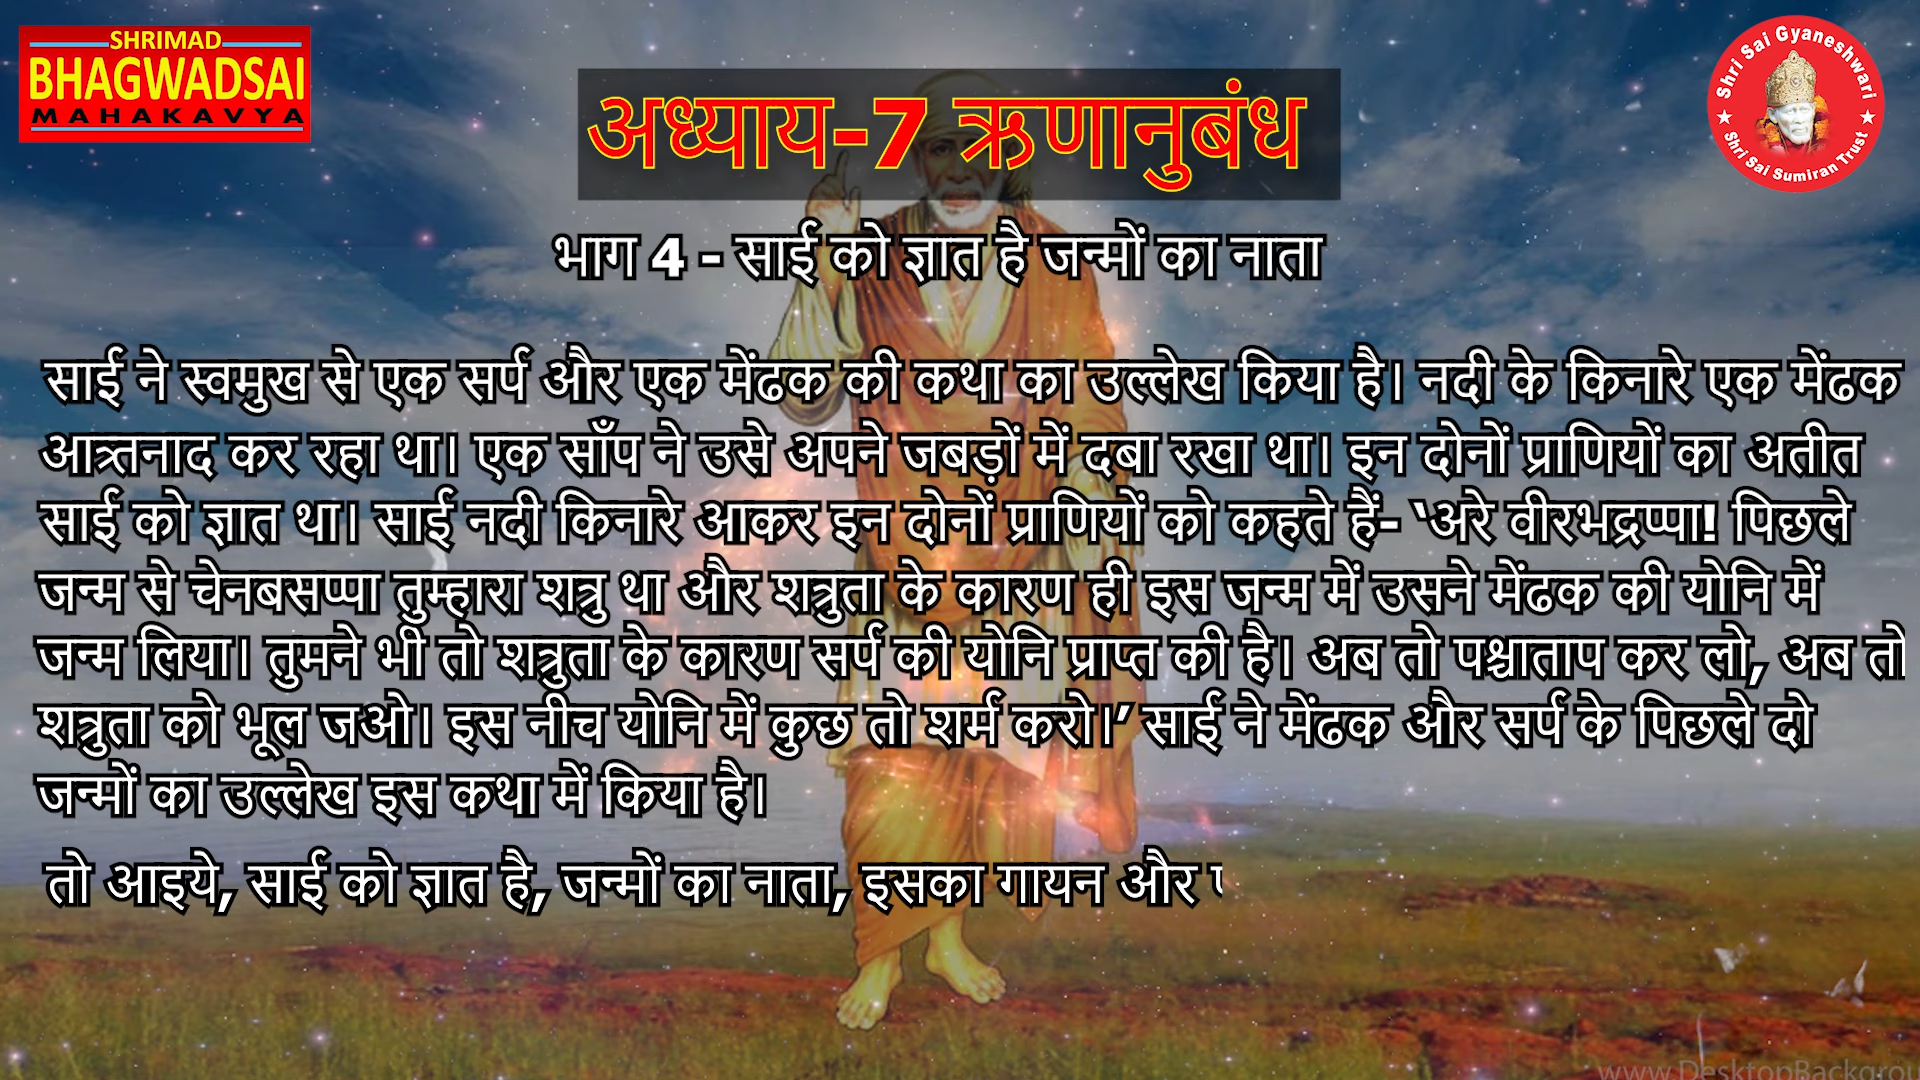 SHRIMAD
BHAGWADSAI
MAHAKAVYA
Shri Sai Gyaneshwari
★ Shri Sai Sumiran Trust ★
अध्याय-7 ऋणानुबंध
भाग 4 - साई को ज्ञात है जन्मों का नाता
साई ने स्वमुख से एक सर्प और एक मेंढक की कथा का उल्लेख किया है। नदी के किनारे एक मेंढक
आत्र्तनाद कर रहा था। एक साँप ने उसे अपने जबड़ों में दबा रखा था। इन दोनों प्राणियों का अतीत
साई को ज्ञात था। साई नदी किनारे आकर इन दोनों प्राणियों को कहते हैं- ‘अरे वीरभद्रप्पा! पिछले
जन्म से चेनबसप्पा तुम्हारा शत्रु था और शत्रुता के कारण ही इस जन्म में उसने मेंढक की योनि में
जन्म लिया। तुमने भी तो शत्रुता के कारण सर्प की योनि प्राप्त की है। अब तो पश्चाताप कर लो, अब तो
शत्रुता को भूल जओ। इस नीच योनि में कुछ तो शर्म करो।’ साई ने मेंढक और सर्प के पिछले दो
जन्मों का उल्लेख इस कथा में किया है।
तो आइये, साई को ज्ञात है, जन्मों का नाता, इसका गायन और
www.DesktopBackgrou